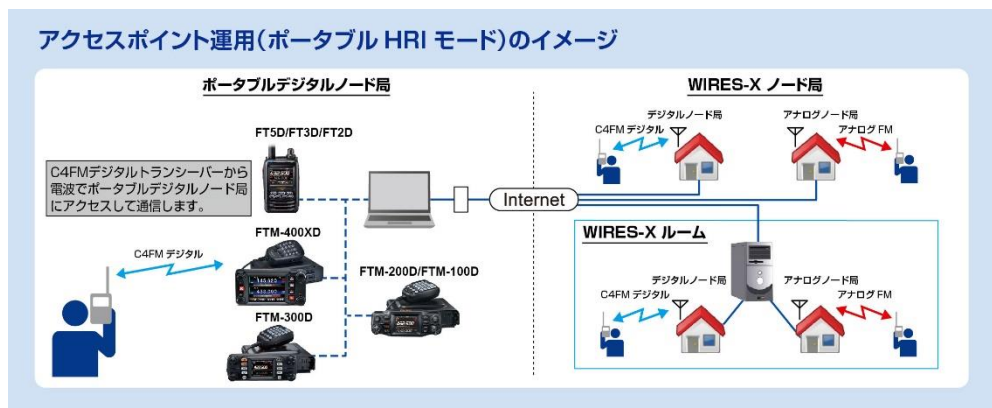 アクセスポイント運用(ポータブル HRI モード)のイメージ
ポータブルデジタルノード局
FT5D/FT3D/FT2D
C4FMデジタルトランシーバーから
電波でポータブルデジタルノード局
にアクセスして通信します。
FTM-400XD
C4FM デジタル
FTM-200D/FTM-100D
FTM-300D
Internet
WIRES-X ノード局
デジタルノード局
C4FM デジタル
アナログノード局
アナログ FM
WIRES-X ルーム
デジタルノード局
C4FM デジタル
アナログノード局
アナログ FM